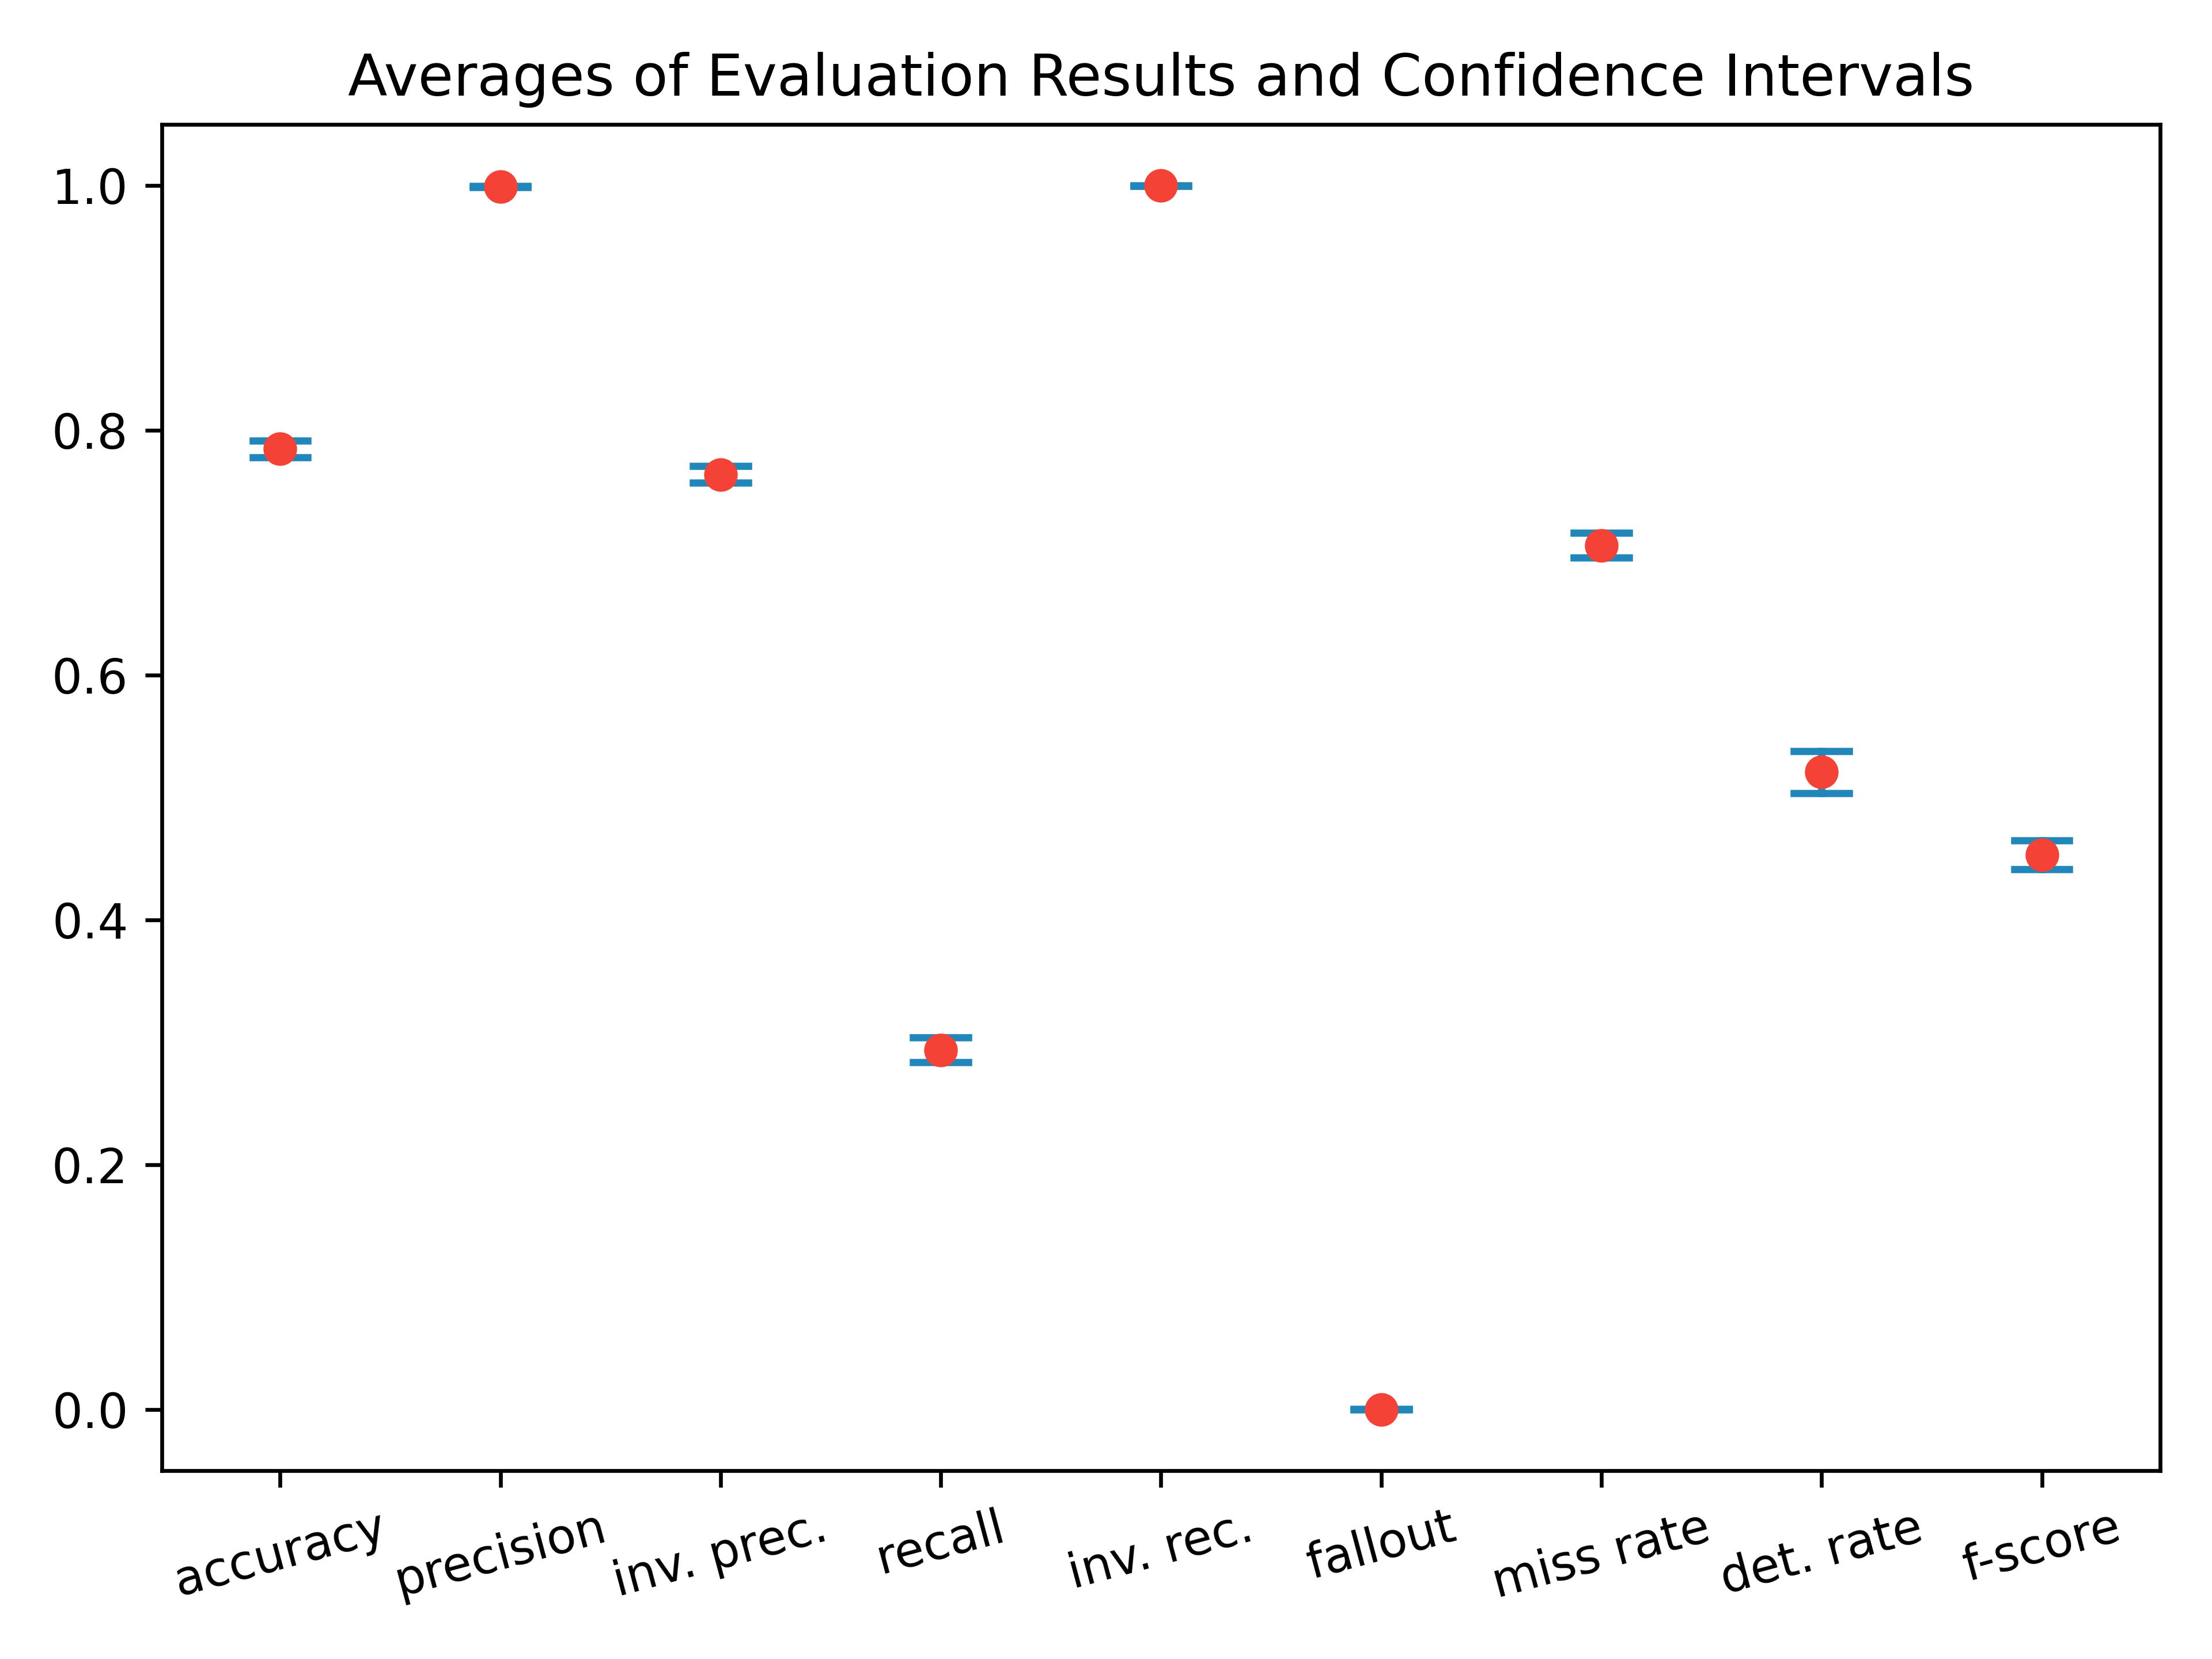 Averages of Evaluation Results and Confidence Intervals
1.0
0.8
0.6
0.4
0.2
0.0
accuracy
precision
inv. prec.
recall
inv. rec.
fallout
miss rate
det. rate
f-score